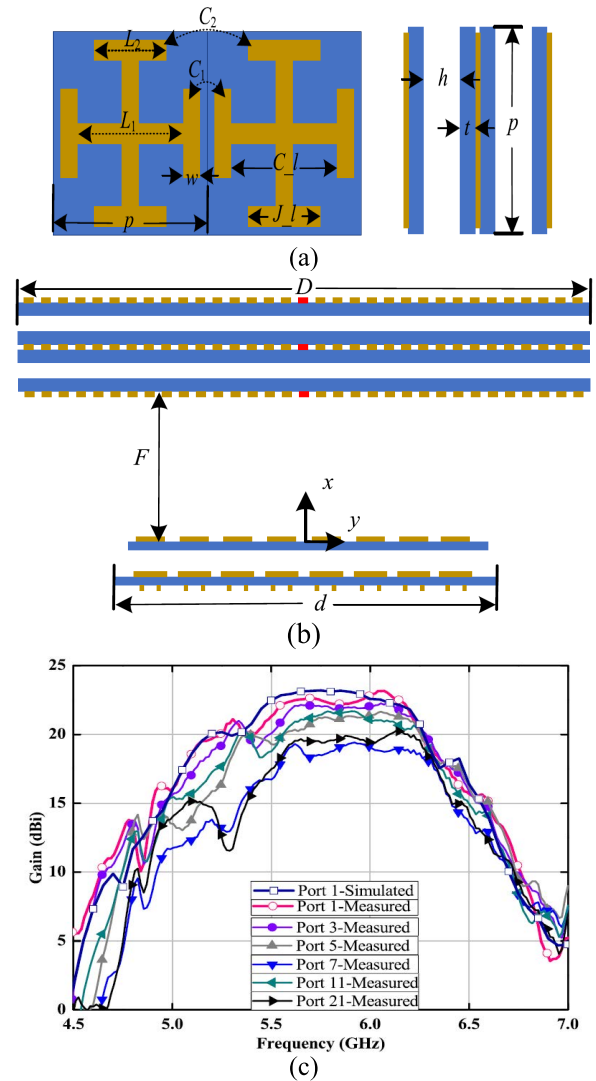 C2
L2
C1
L1
C_l
w
J_l
p
h
t
p
(a)
D
F
x
y
d
(b)
25
20
15
10
5
0
Gain (dBi)
Port 1-Simulated
Port 1-Measured
Port 3-Measured
Port 5-Measured
Port 7-Measured
Port 11-Measured
Port 21-Measured
4.5 5.0 5.5 6.0 6.5 7.0
Frequency (GHz)
(c)